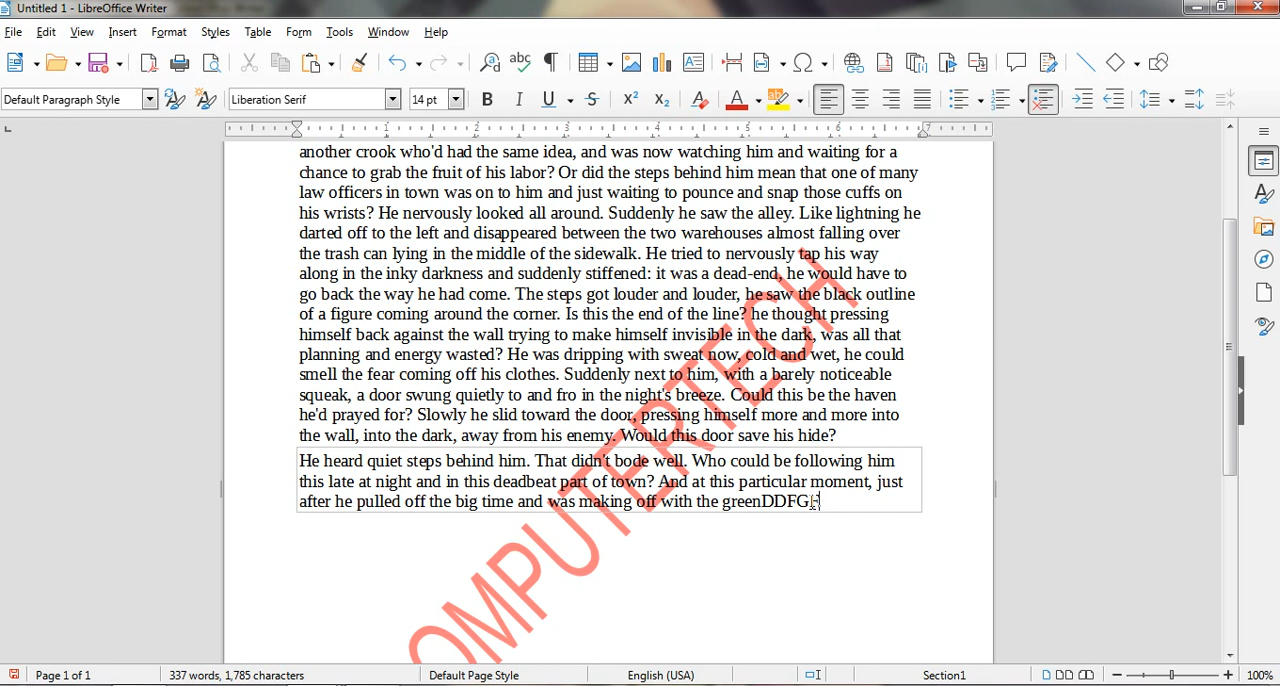 Untitled 1 - LibreOffice Writer
File Edit View Insert Format Styles Table Form Tools Window Help
Default Paragraph Style Liberation Serif 14 pt
1 2 3 4 5 6 7
another crook who'd had the same idea, and was now watching him and waiting for a
chance to grab the fruit of his labor? Or did the steps behind him mean that one of many
law officers in town was on to him and just waiting to pounce and snap those cuffs on
his wrists? He nervously looked all around. Suddenly he saw the alley. Like lightning he
darted off to the left and disappeared between the two warehouses almost falling over
the trash can lying in the middle of the sidewalk. He tried to nervously tap his way
along in the inky darkness and suddenly stiffened: it was a dead-end, he would have to
go back the way he had come. The steps got louder and louder, he saw the black outline
of a figure coming around the corner. Is this the end of the line? he thought pressing
himself back against the wall trying to make himself invisible in the dark, was all that
planning and energy wasted? He was dripping with sweat now, cold and wet, he could
smell the fear coming off his clothes. Suddenly next to him, with a barely noticeable
squeak, a door swung quietly to and fro in the night's breeze. Could this be the haven
he'd prayed for? Slowly he slid toward the door, pressing himself more and more into
the wall, into the dark, away from his enemy. Would this door save his hide?
He heard quiet steps behind him. That didn't bode well. Who could be following him
this late at night and in this deadbeat part of town? And at this particular moment, just
after he pulled off the big time and was making off with the greenDDFG
OMPUTERTECH
Page 1 of 1 337 words, 1,785 characters Default Page Style English (USA) Section1 100%